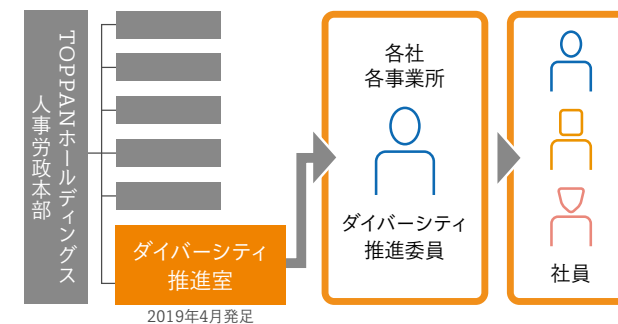 TOPPANホールディングス
人事労政本部
ダイバーシティ
推進室
2019年4月発足
各社
各事業所
ダイバーシティ
推進委員
社員